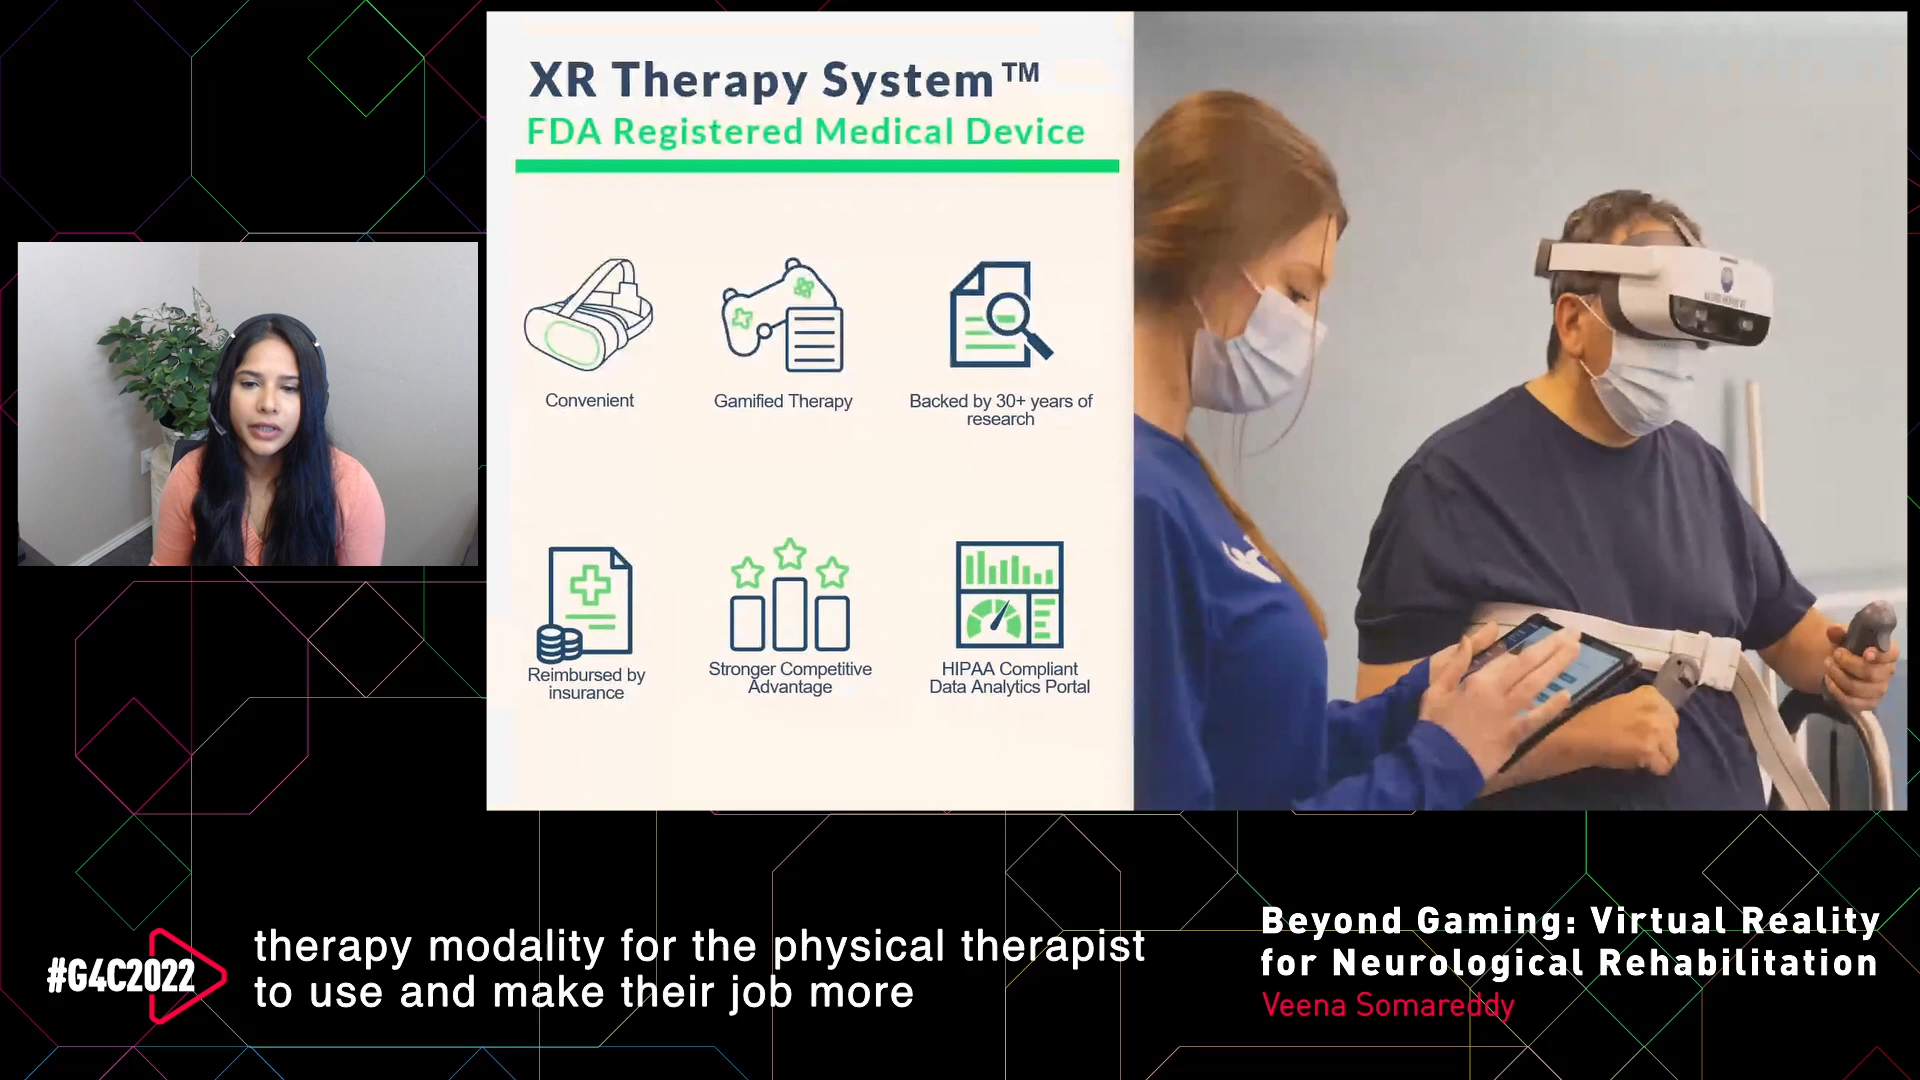 XR Therapy System™
FDA Registered Medical Device
Convenient
Gamified Therapy
Backed by 30+ years of
research
Reimbursed by
insurance
Stronger Competitive
Advantage
HIPAA Compliant
Data Analytics Portal
#G4C2022
therapy modality for the physical therapist
to use and make their job more
Beyond Gaming: Virtual Reality
for Neurological Rehabilitation
Veena Somareddy